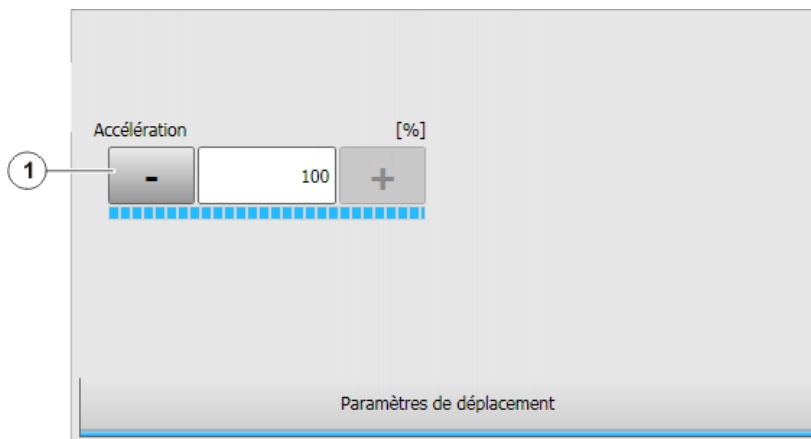 Accélération [%]
1 - 100 +
Paramètres de déplacement